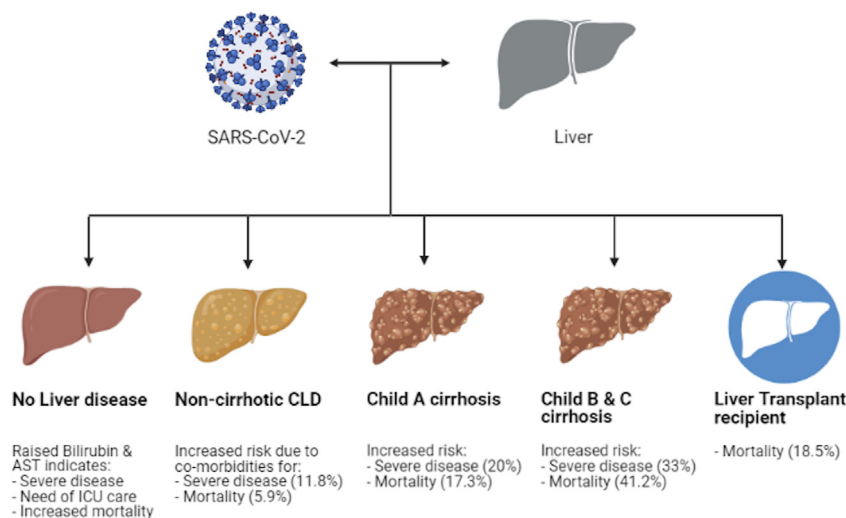 SARS-CoV-2
Liver
No Liver disease
Raised Bilirubin &
AST indicates:
- Severe disease
- Need of ICU care
- Increased mortality
Non-cirrhotic CLD
Increased risk due to
co-morbidities for:
- Severe disease (11.8%)
- Mortality (5.9%)
Child A cirrhosis
Increased risk:
- Severe disease (20%)
- Mortality (17.3%)
Child B & C
cirrhosis
Increased risk:
- Severe disease (33%)
- Mortality (41.2%)
Liver Transplant
recipient
- Mortality (18.5%)